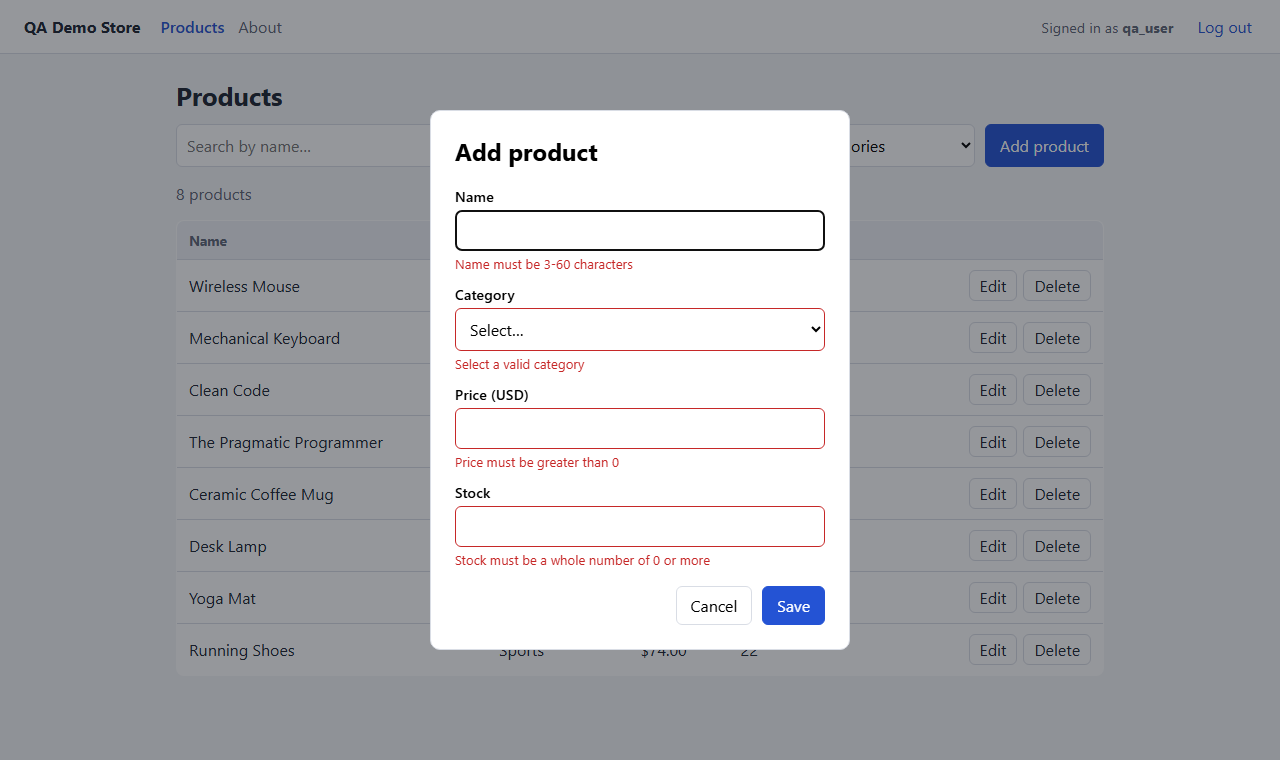 QA Demo Store Products About Signed in as qa_user Log out
Products
Search by name... ories Add product
8 products
Name
Wireless Mouse Edit Delete
Mechanical Keyboard Edit Delete
Clean Code Edit Delete
The Pragmatic Programmer Edit Delete
Ceramic Coffee Mug Edit Delete
Desk Lamp Edit Delete
Yoga Mat Edit Delete
Running Shoes Sports $74.00 22 Edit Delete
Add product
Name
Name must be 3-60 characters
Category
Select...
Select a valid category
Price (USD)
Price must be greater than 0
Stock
Stock must be a whole number of 0 or more
Cancel Save